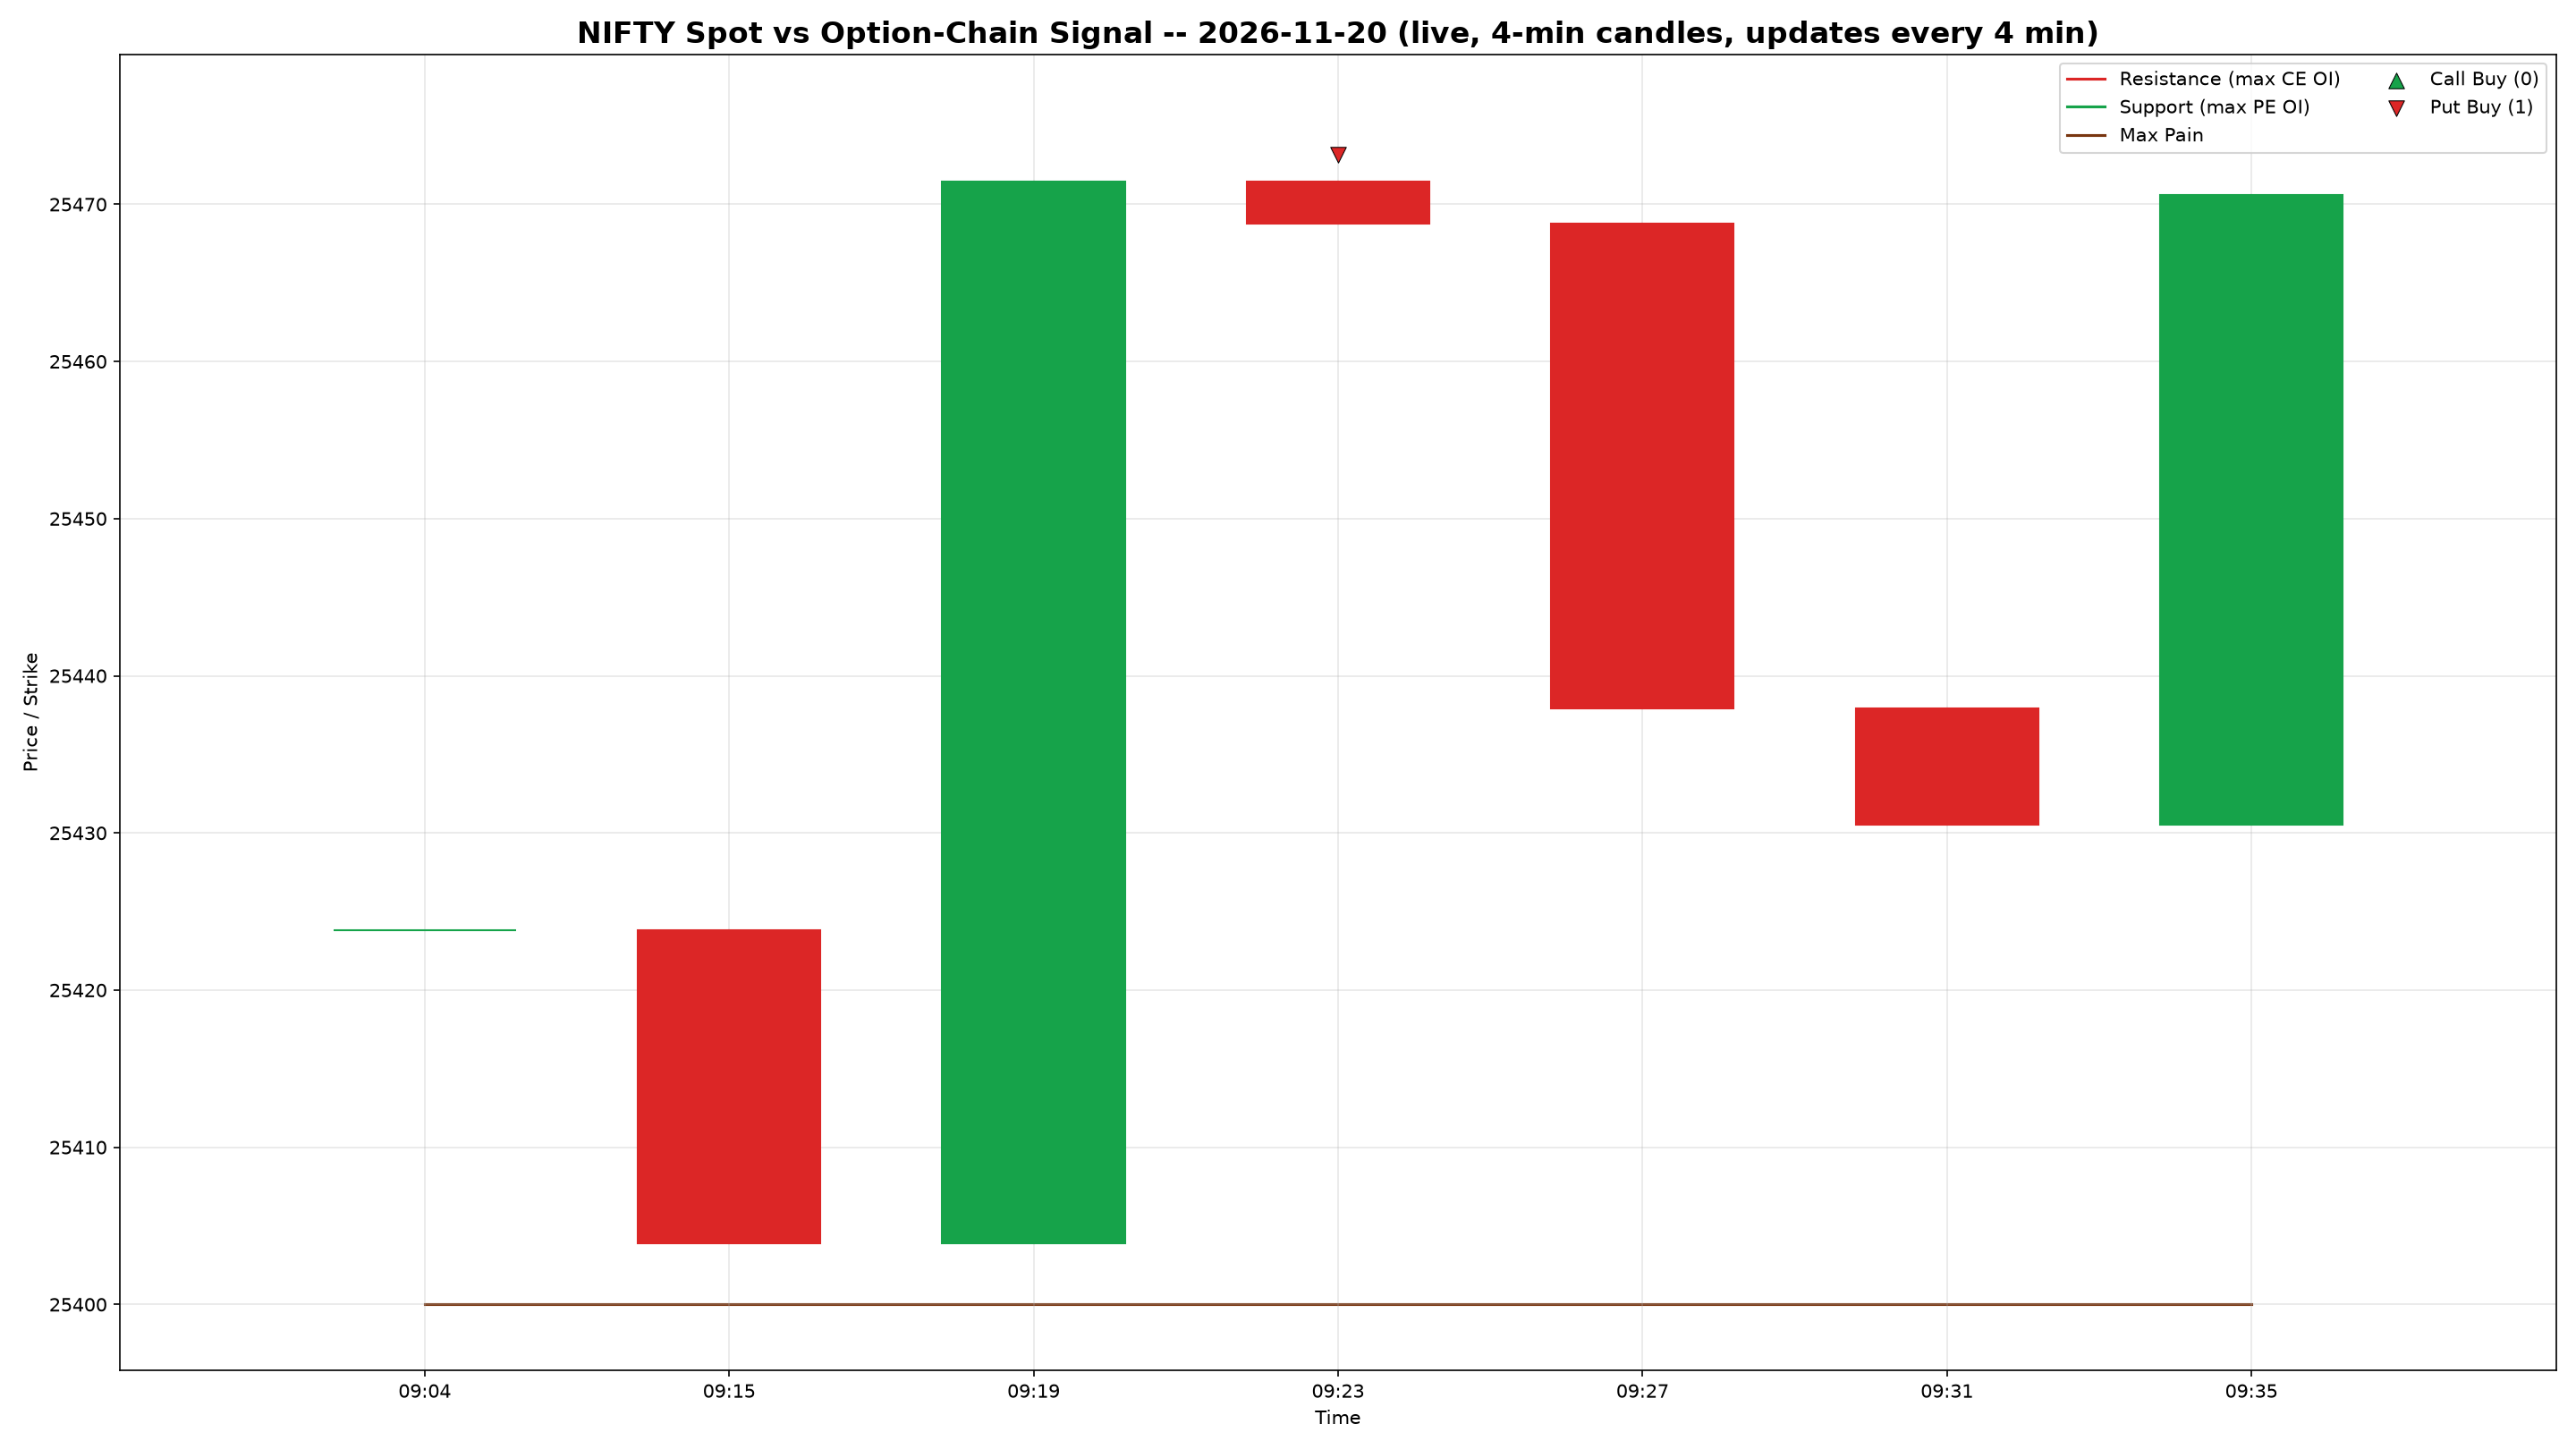 NIFTY Spot vs Option-Chain Signal -- 2026-11-20 (live, 4-min candles, updates every 4 min)
Resistance (max CE OI)
Support (max PE OI)
Max Pain
Call Buy (0)
Put Buy (1)
Price / Strike
25470
25460
25450
25440
25430
25420
25410
25400
09:04
09:15
09:19
09:23
09:27
09:31
09:35
Time